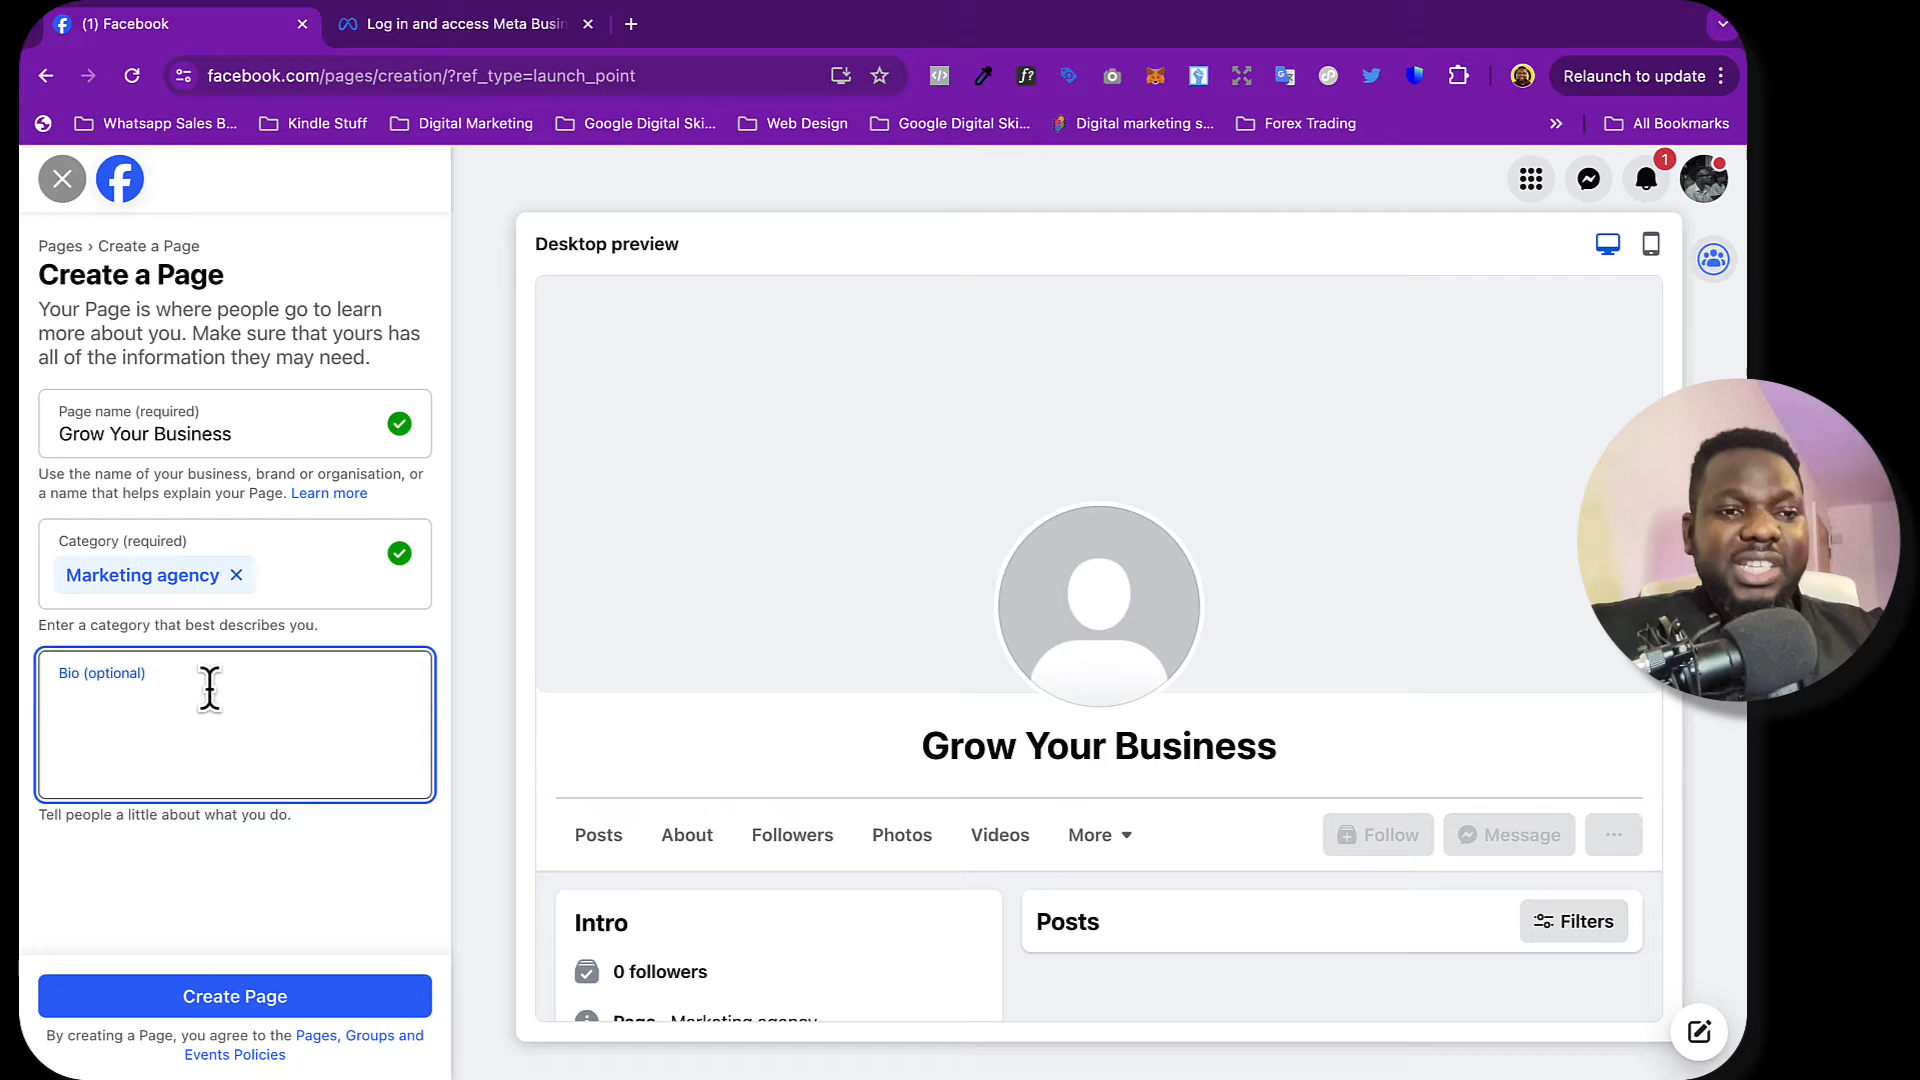 (1) Facebook
Log in and access Meta Busin
facebook.com/pages/creation/?ref_type=launch_point
Relaunch to update
Whatsapp Sales B...
Kindle Stuff
Digital Marketing
Google Digital Ski...
Web Design
Google Digital Ski...
Digital marketing s...
Forex Trading
All Bookmarks
1
Pages › Create a Page
Create a Page
Your Page is where people go to learn
more about you. Make sure that yours has
all of the information they may need.
Page name (required)
Grow Your Business
Use the name of your business, brand or organisation, or
a name that helps explain your Page. Learn more
Category (required)
Marketing agency
Enter a category that best describes you.
Bio (optional)
Tell people a little about what you do.
Create Page
By creating a Page, you agree to the Pages, Groups and
Events Policies
Desktop preview
Grow Your Business
Posts
About
Followers
Photos
Videos
More
Follow
Message
Intro
0 followers
Page · Marketing agency
Posts
Filters